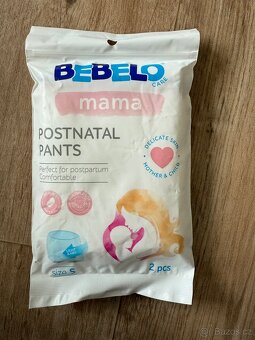 BEBELO
CARE
mama
POSTNATAL
PANTS
Perfect for postpartum
Comfortable
DELICATE SKIN
MOTHER & CHILD
Size S
2 pcs